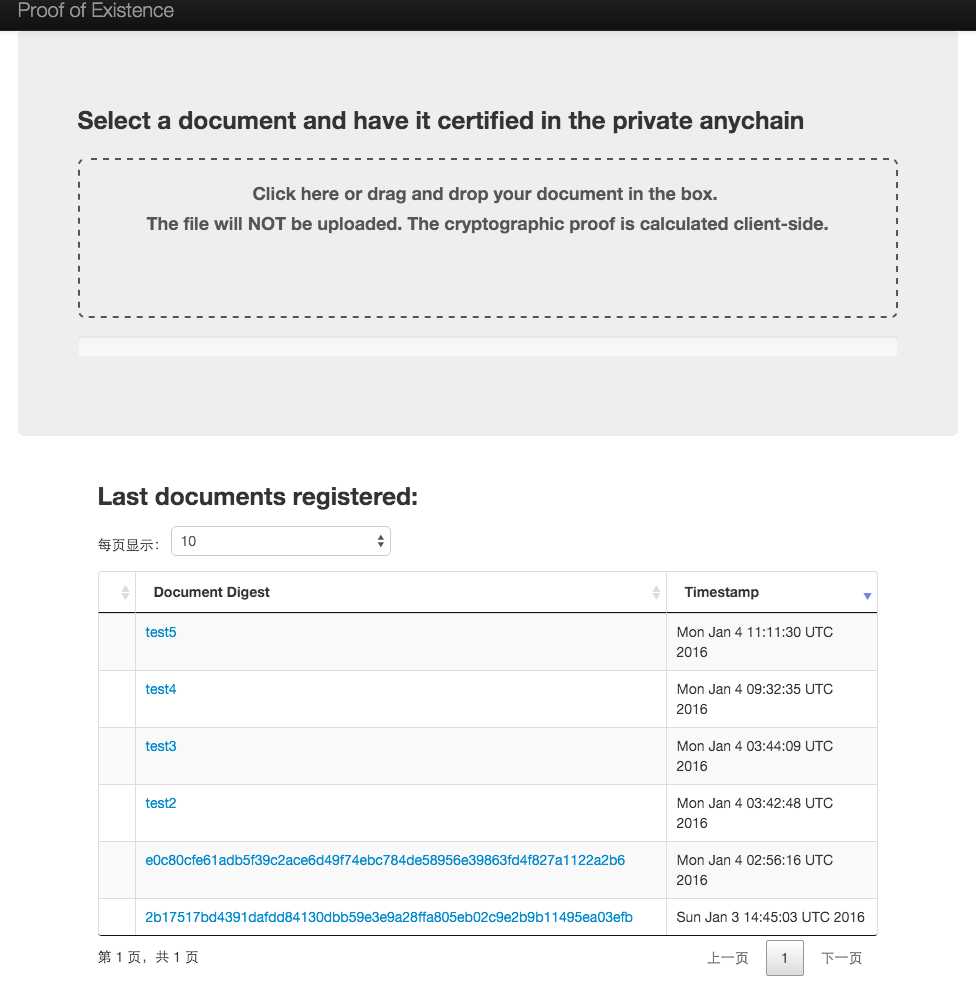 Proof of Existence
Select a document and have it certified in the private anychain
Click here or drag and drop your document in the box.
The file will NOT be uploaded. The cryptographic proof is calculated client-side.
Last documents registered:
每页显示： 10
Document Digest Timestamp
test5 Mon Jan 4 11:11:30 UTC
2016
test4 Mon Jan 4 09:32:35 UTC
2016
test3 Mon Jan 4 03:44:09 UTC
2016
test2 Mon Jan 4 03:42:48 UTC
2016
e0c80cfe61adb5f39c2ace6d49f74ebc784de58956e39863fd4f827a1122a2b6 Mon Jan 4 02:56:16 UTC
2016
2b17517bd4391dafdd84130dbb59e3e9a28ffa805eb02c9e2b9b11495ea03efb Sun Jan 3 14:45:03 UTC 2016
第 1 页，共 1 页 上一页 1 下一页